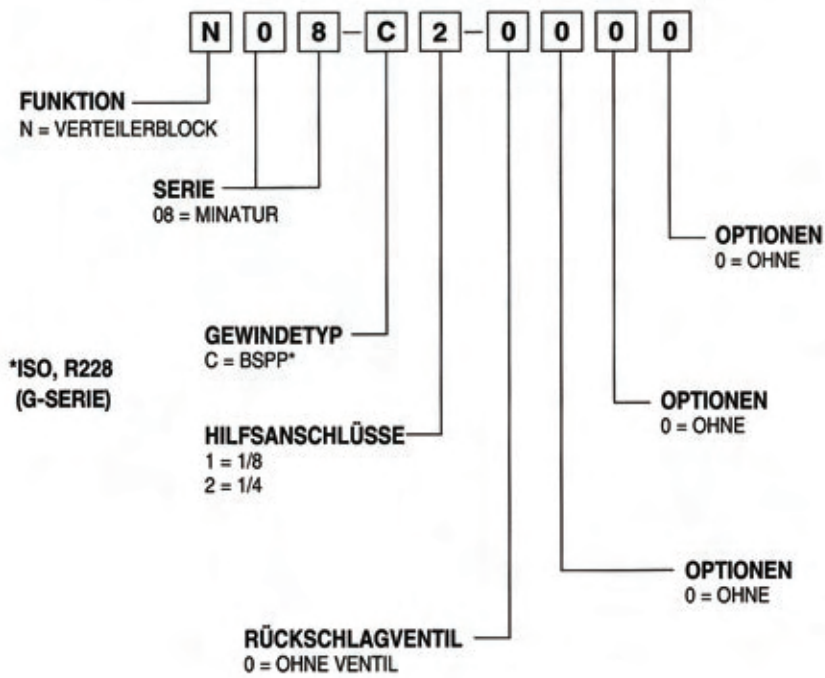 N 0 8 - C 2 - 0 0 0 0
FUNKTION
N = VERTEILERBLOCK
SERIE
08 = MINATUR
OPTIONEN
0 = OHNE
GEWINDETYP
C = BSPP*
*ISO, R228
(G-SERIE)
OPTIONEN
0 = OHNE
HILFSANSCHLÜSSE
1 = 1/8
2 = 1/4
OPTIONEN
0 = OHNE
RÜCKSCHLAGVENTIL
0 = OHNE VENTIL